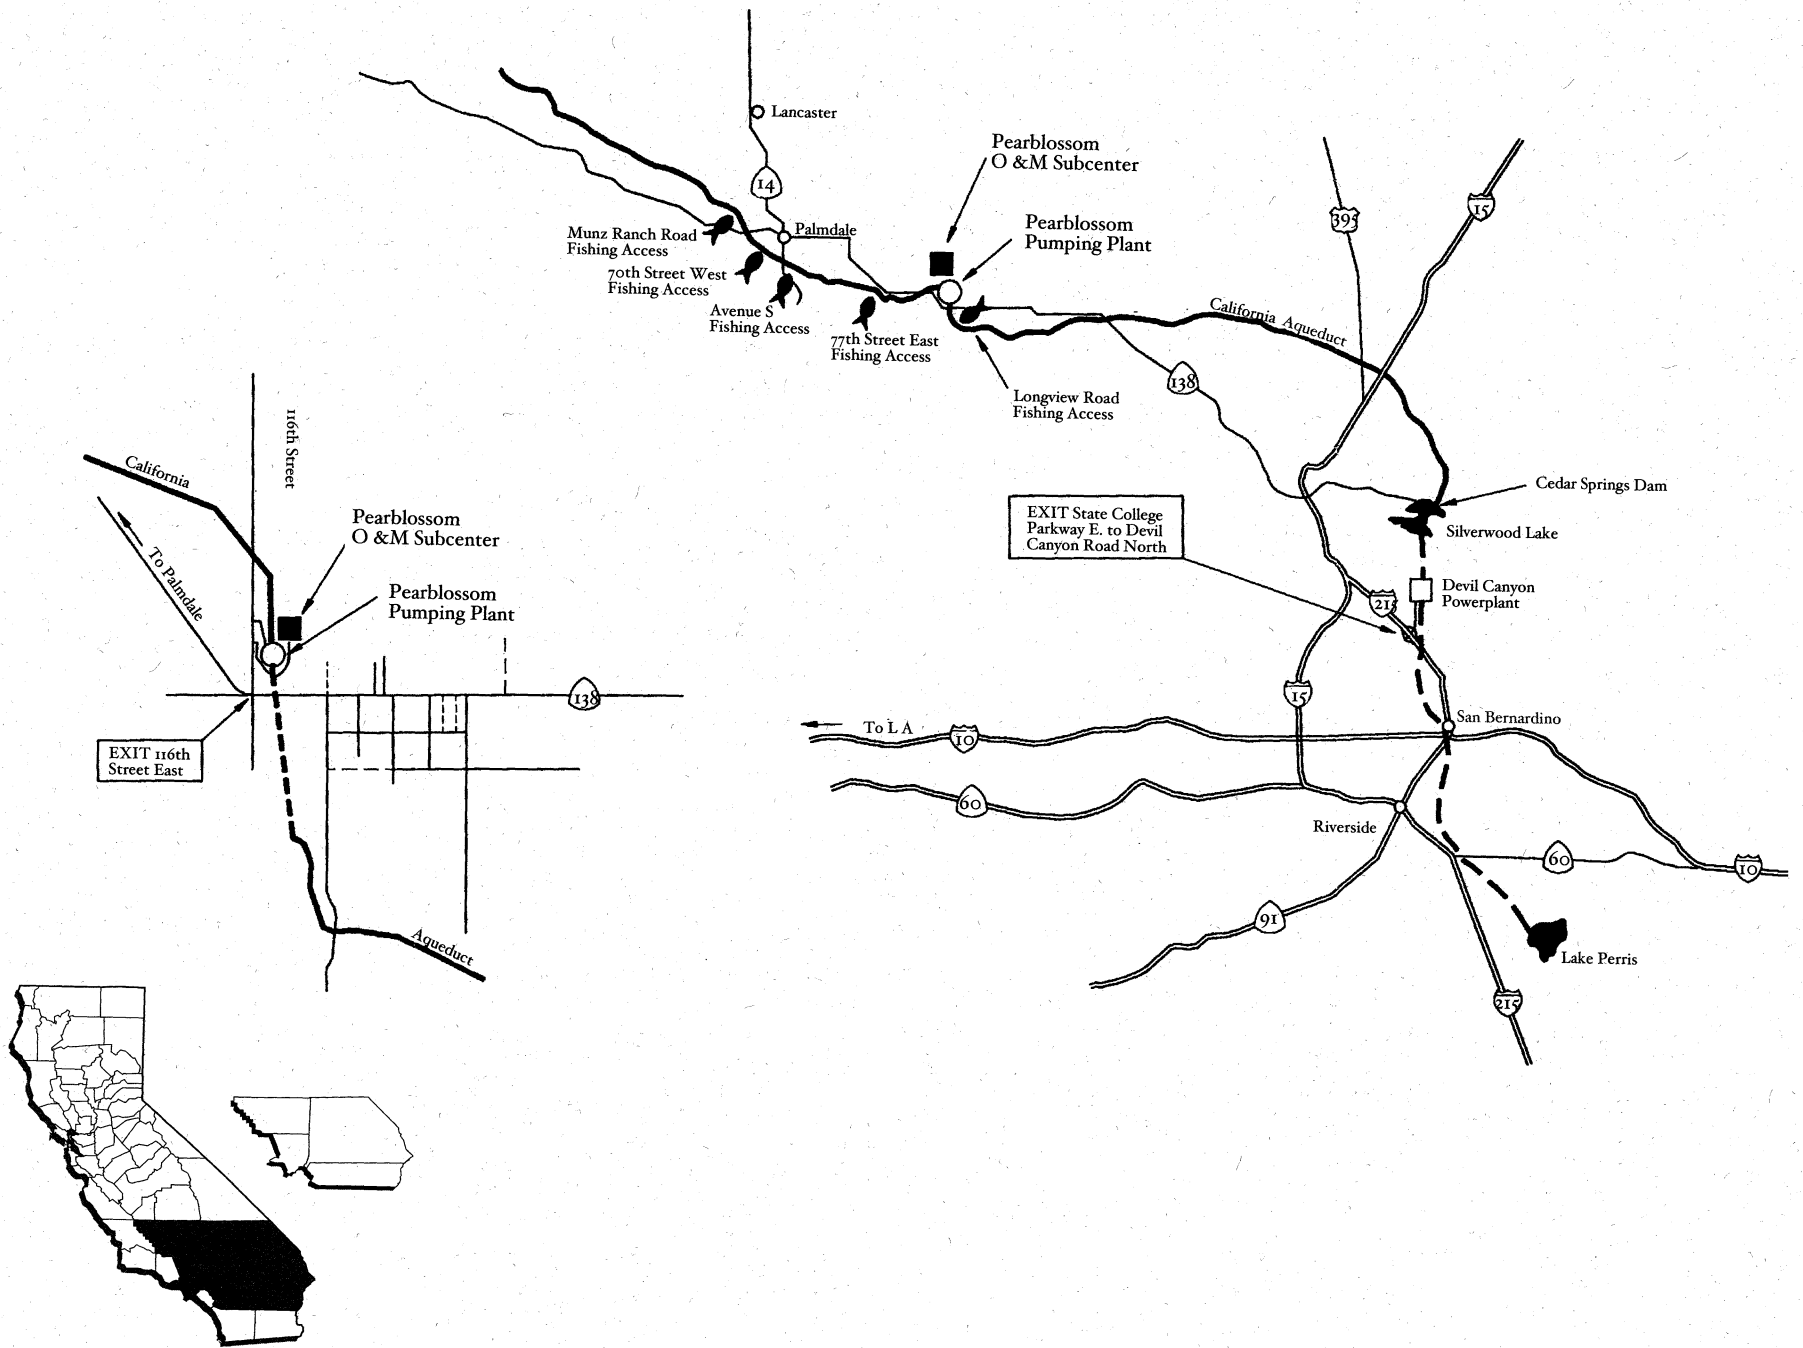 Lancaster
14
Pearblossom
O & M Subcenter
Pearblossom
Pumping Plant
395
15
Munz Ranch Road
Fishing Access
Palmdale
70th Street West
Fishing Access
Avenue S
Fishing Access
77th Street East
Fishing Access
California Aqueduct
138
Longview Road
Fishing Access
116th Street
California
To Palmdale
Pearblossom
O & M Subcenter
Pearblossom
Pumping Plant
138
EXIT 116th
Street East
Aqueduct
Cedar Springs Dam
Silverwood Lake
EXIT State College
Parkway E. to Devil
Canyon Road North
Devil Canyon
Powerplant
215
15
San Bernardino
To L A
10
60
Riverside
60
10
91
Lake Perris
215